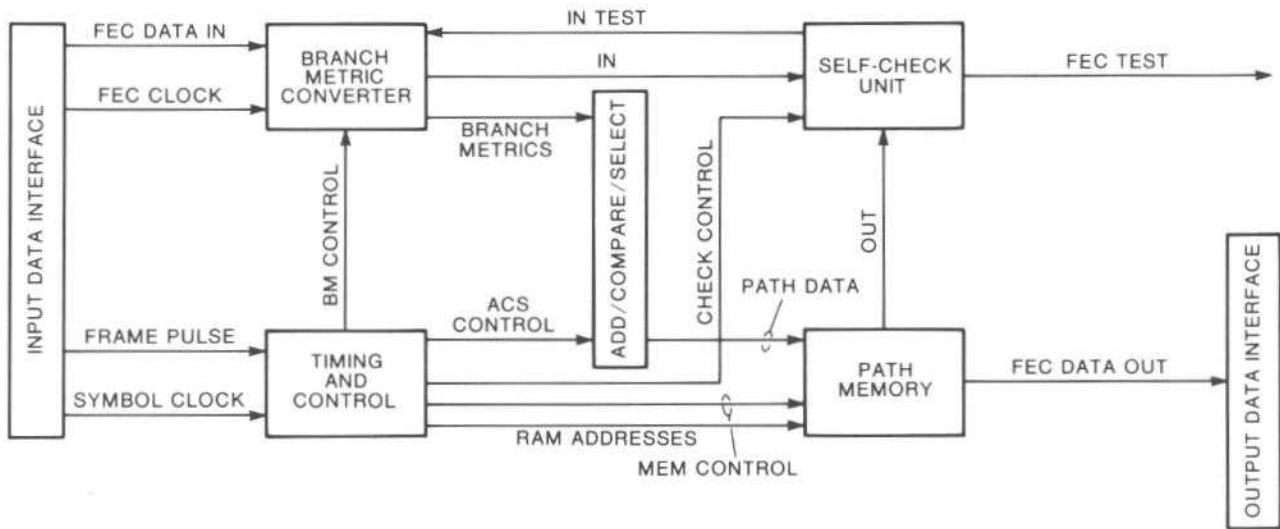 INPUT DATA INTERFACE
FEC DATA IN
FEC CLOCK
FRAME PULSE
SYMBOL CLOCK
BRANCH
METRIC
CONVERTER
BM CONTROL
TIMING
AND
CONTROL
IN TEST
IN
BRANCH
METRICS
ACS
CONTROL
ADD/COMPARE/SELECT
CHECK CONTROL
PATH DATA
RAM ADDRESSES
MEM CONTROL
SELF-CHECK
UNIT
OUT
PATH
MEMORY
FEC TEST
FEC DATA OUT
OUTPUT DATA INTERFACE